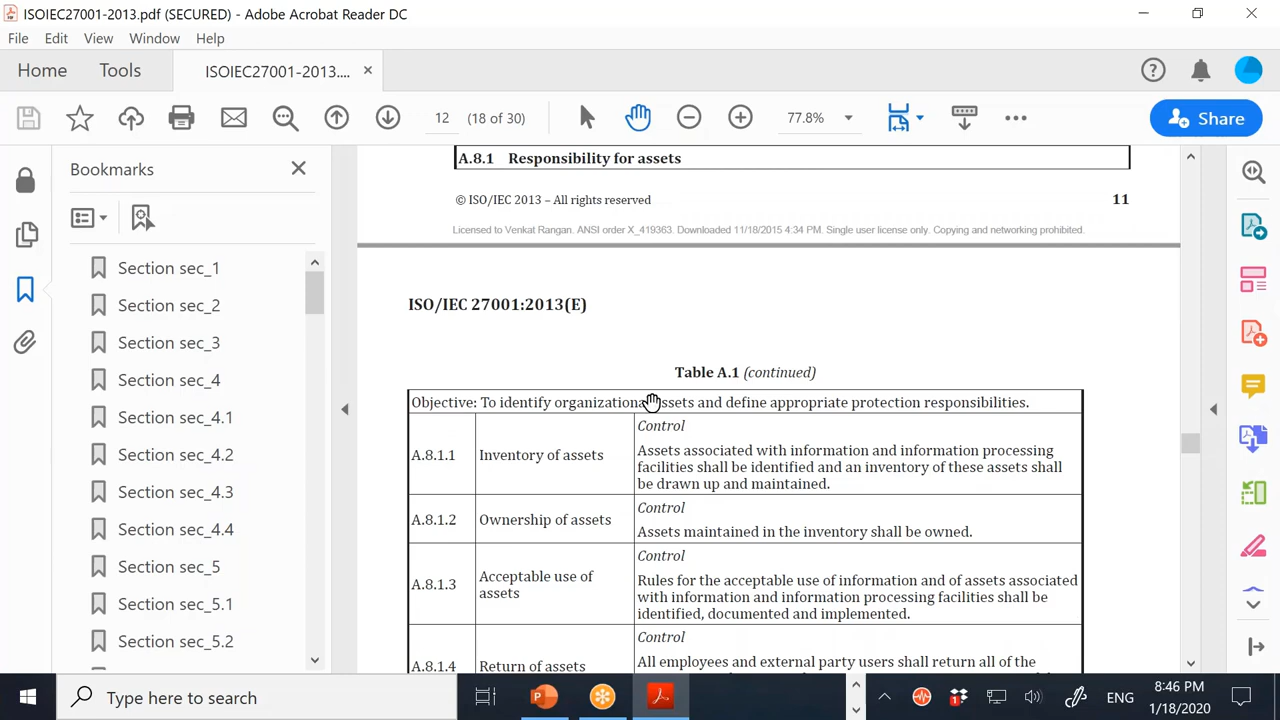 ISOIEC27001-2013.pdf (SECURED) - Adobe Acrobat Reader DC
File Edit View Window Help
Home Tools ISOIEC27001-2013....
12 (18 of 30) 77.8% Share
Bookmarks
Section sec_1
Section sec_2
Section sec_3
Section sec_4
Section sec_4.1
Section sec_4.2
Section sec_4.3
Section sec_4.4
Section sec_5
Section sec_5.1
Section sec_5.2
A.8.1 Responsibility for assets
© ISO/IEC 2013 – All rights reserved 11
Licensed to Venkat Rangan. ANSI order X_419363. Downloaded 11/18/2015 4:34 PM. Single user license only. Copying and networking prohibited.
ISO/IEC 27001:2013(E)
Table A.1 (continued)
Objective: To identify organizational assets and define appropriate protection responsibilities.
A.8.1.1 Inventory of assets
Control
Assets associated with information and information processing
facilities shall be identified and an inventory of these assets shall
be drawn up and maintained.
A.8.1.2 Ownership of assets
Control
Assets maintained in the inventory shall be owned.
A.8.1.3 Acceptable use of
assets
Control
Rules for the acceptable use of information and of assets associated
with information and information processing facilities shall be
identified, documented and implemented.
A.8.1.4 Return of assets
Control
All employees and external party users shall return all of the
Type here to search
ENG
8:46 PM
1/18/2020